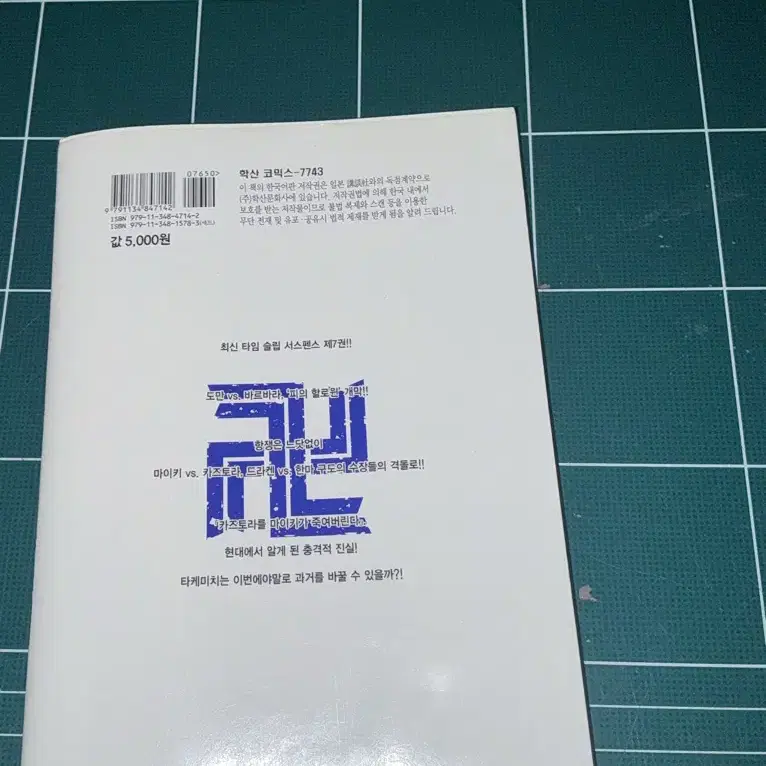 07650>
9 791134 847142
ISBN 979-11-348-4714-2
ISBN 979-11-348-1578-3(세트)
값 5,000원
학산 코믹스-7743
이 책의 한국어판 저작권은 일본 講談社와의 독점계약으로
(주)학산문화사에 있습니다. 저작권법에 의해 한국 내에서
보호를 받는 저작물이므로 불법 복제와 스캔 등을 이용한
무단 전재 및 유포·공유시 법적 제재를 받게 됨을 알려 드립니다.
최신 타임 슬립 서스펜스 제7권!!
도만 vs. 바르바라, '피의 할로윈' 개막!!
항쟁은 느닷없이
마이키 vs. 카즈토라, 드라켄 vs. 한마 구도의 수장들의 격돌로!!
「카즈토라를 마이키가 죽여버린다」.
현대에서 알게 된 충격적 진실!
타케미치는 이번에야말로 과거를 바꿀 수 있을까?!